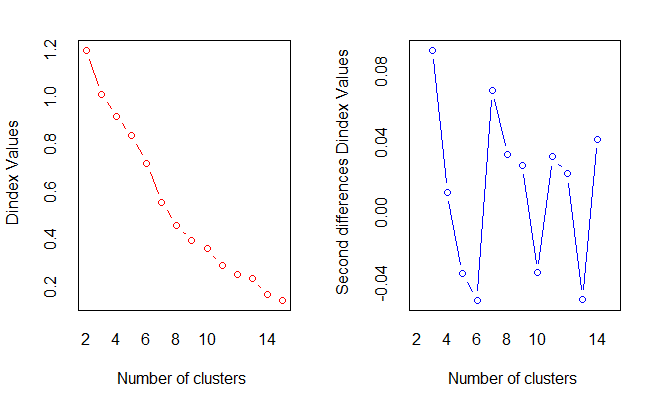 Dindex Values
1.2
1.0
0.8
0.6
0.4
0.2
2 4 6 8 10 14
Number of clusters
Second differences Dindex Values
0.08
0.04
0.00
-0.04
2 4 6 8 10 14
Number of clusters